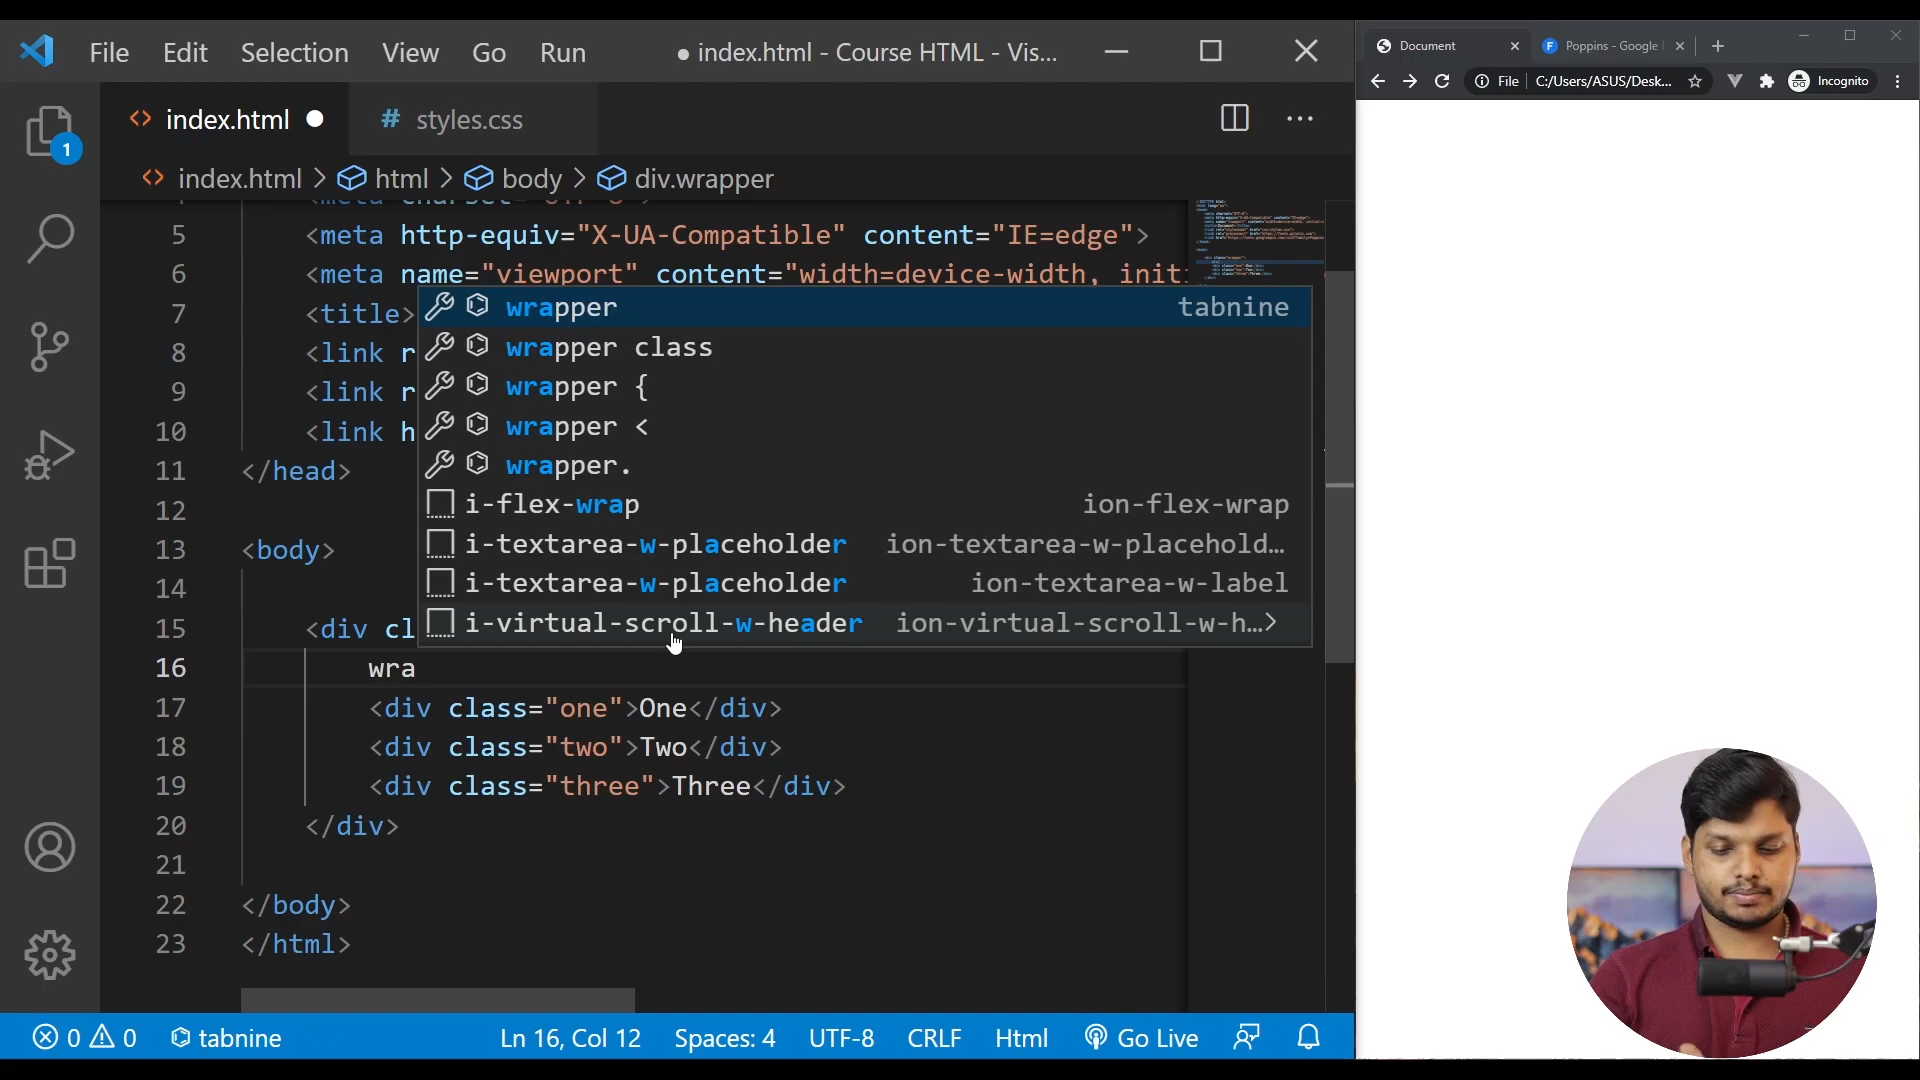 File Edit Selection View Go Run ● index.html - Course HTML - Vis...
index.html # styles.css
index.html > html > body > div.wrapper
5 <meta http-equiv="X-UA-Compatible" content="IE=edge">
6 <meta name="viewport" content="width=device-width, initi
7 <title>
8 <link r
9 <link r
10 <link h
11 </head>
12
13 <body>
14
15 <div cl
wrapper tabnine
wrapper class
wrapper {
wrapper <
wrapper.
i-flex-wrap ion-flex-wrap
i-textarea-w-placeholder ion-textarea-w-placehold...
i-textarea-w-placeholder ion-textarea-w-label
i-virtual-scroll-w-header ion-virtual-scroll-w-h...>
16 wra
17 <div class="one">One</div>
18 <div class="two">Two</div>
19 <div class="three">Three</div>
20 </div>
21
22 </body>
23 </html>
0 0 tabnine Ln 16, Col 12 Spaces: 4 UTF-8 CRLF Html Go Live
1
Document Poppins - Google
File C:/Users/ASUS/Desk... Incognito